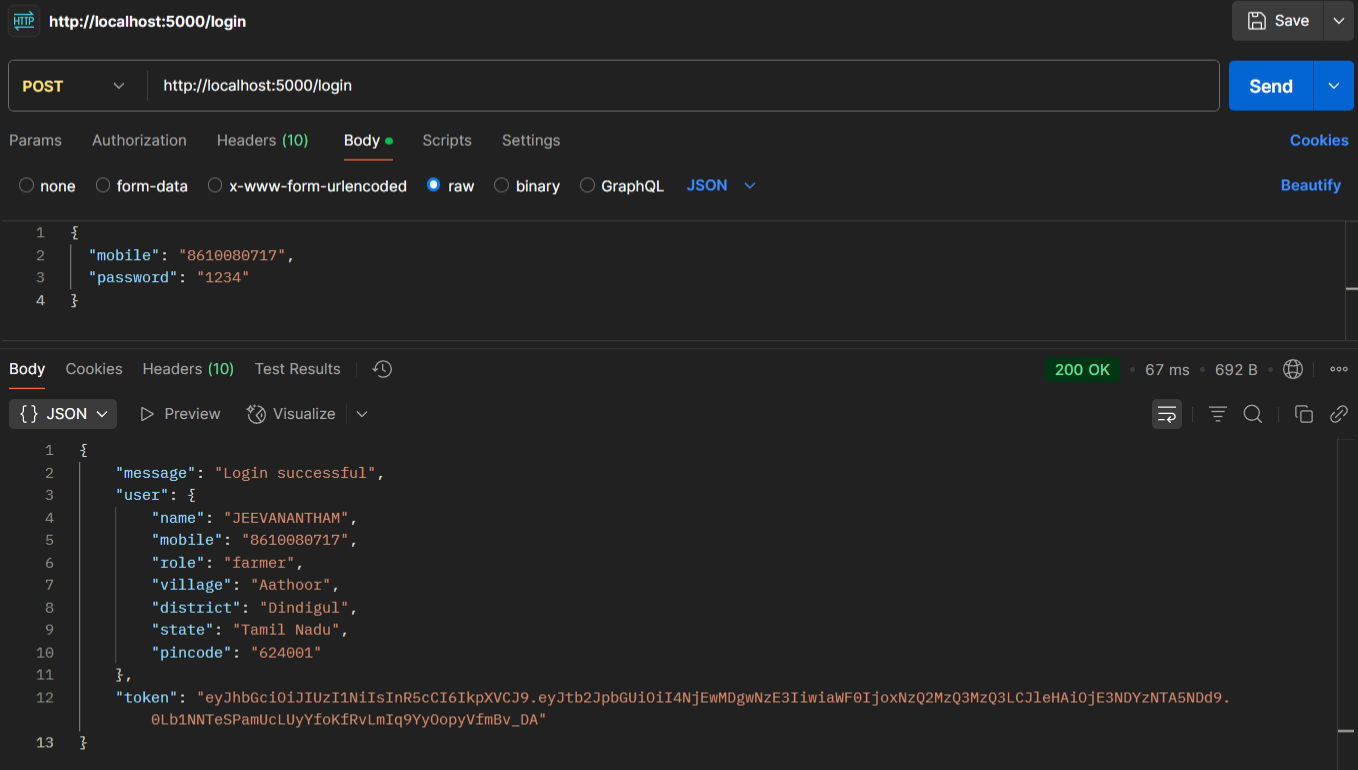 HTTP http://localhost:5000/login Save
POST http://localhost:5000/login Send
Params Authorization Headers (10) Body Scripts Settings Cookies
none form-data x-www-form-urlencoded raw binary GraphQL JSON Beautify
1 {
2 "mobile": "8610080717",
3 "password": "1234"
4 }
Body Cookies Headers (10) Test Results 200 OK 67 ms 692 B
{} JSON Preview Visualize
1 {
2 "message": "Login successful",
3 "user": {
4 "name": "JEEVANANTHAM",
5 "mobile": "8610080717",
6 "role": "farmer",
7 "village": "Aathoor",
8 "district": "Dindigul",
9 "state": "Tamil Nadu",
10 "pincode": "624001"
11 },
12 "token": "eyJhbGciOiJIUzI1NiIsInR5cCI6IkpXVCJ9.eyJtb2JpbGUiOiI4NjEwMDgwNzE3IiwiaWF0IjoxNzQ2MzQ3MzQ3LCJleHAiOjE3NDYzNTA5NDd9.
0Lb1NNTeSPamUcLUyYfoKfRvLmIq9YyOopyVfmBv_DA"
13 }